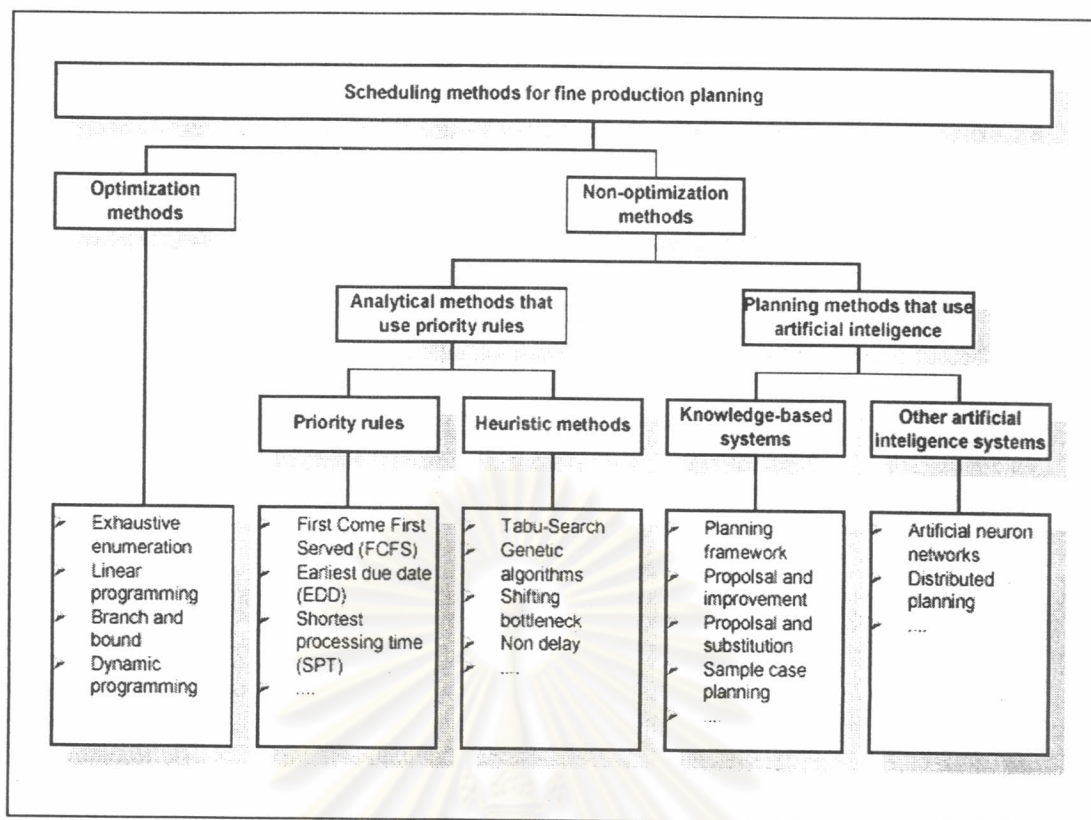 Scheduling methods for fine production planning
Optimization
methods
Non-optimization
methods
Analytical methods that
use priority rules
Planning methods that use
artificial inteligence
Priority rules
Heuristic methods
Knowledge-based
systems
Other artificial
inteligence systems
➢ Exhaustive
enumeration
➢ Linear
programming
➢ Branch and
bound
➢ Dynamic
programming
➢ First Come First
Served (FCFS)
➢ Earliest due date
(EDD)
➢ Shortest
processing time
(SPT)
➢ ....
➢ Tabu-Search
➢ Genetic
algorithms
➢ Shifting
bottleneck
➢ Non delay
➢ ....
➢ Planning
framework
➢ Propolsal and
improvement
➢ Propolsal and
substitution
➢ Sample case
planning
➢ ....
➢ Artificial neuron
networks
➢ Distributed
planning
➢ ....